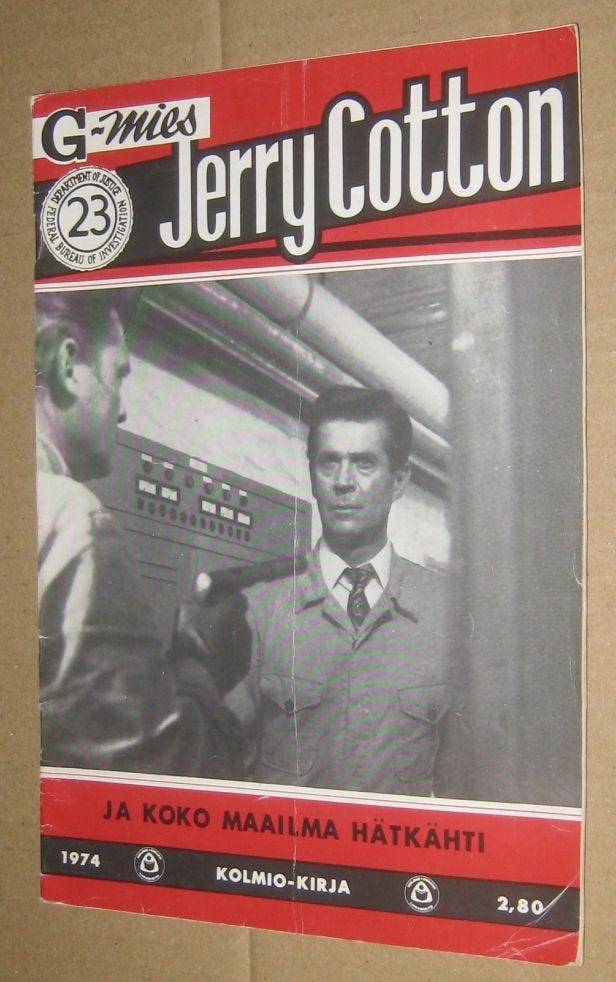 G-mies
Jerry Cotton
DEPARTMENT OF JUSTICE
23
FEDERAL BUREAU OF INVESTIGATION
JA KOKO MAAILMA HÄTKÄHTI
1974
KOLMIO-KIRJA
2,80